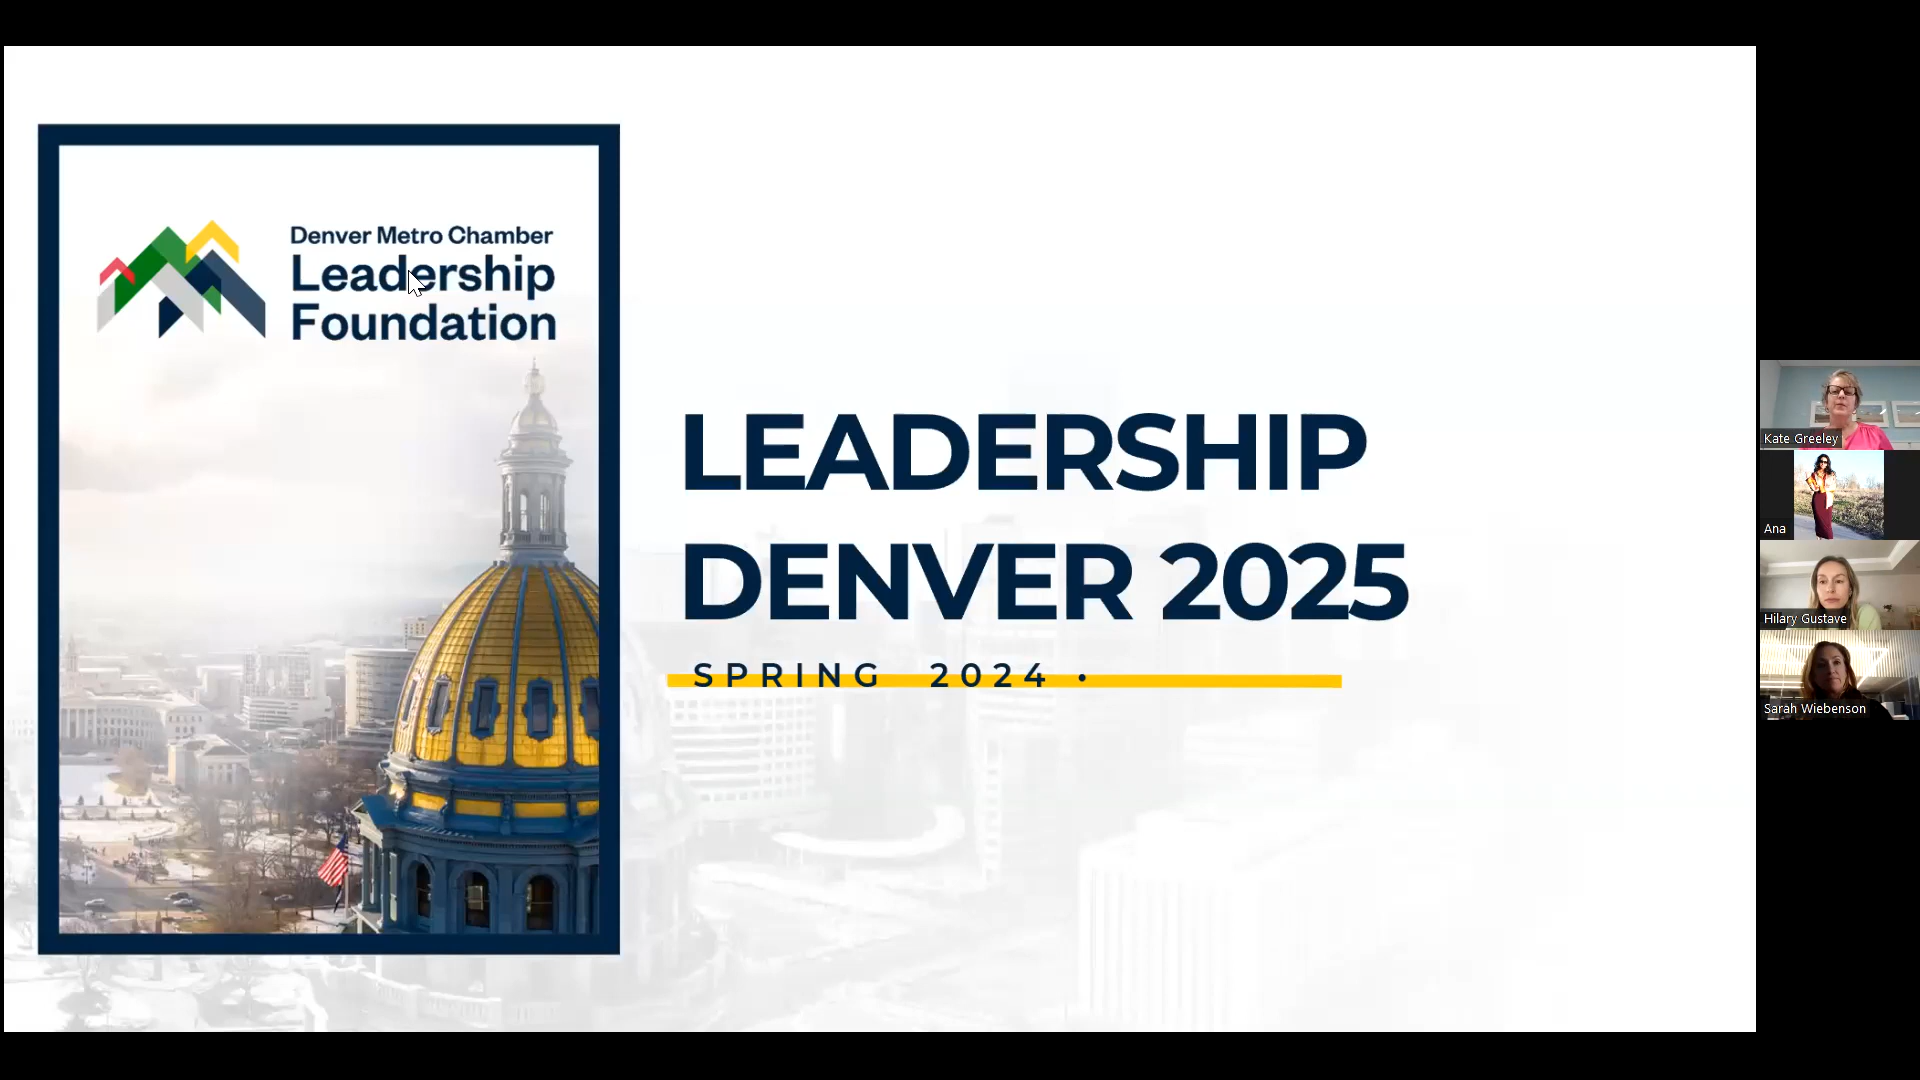 Denver Metro Chamber
Leadership
Foundation
LEADERSHIP
DENVER 2025
SPRING 2024 •
Kate Greeley
Ana
Hilary Gustave
Sarah Wiebenson